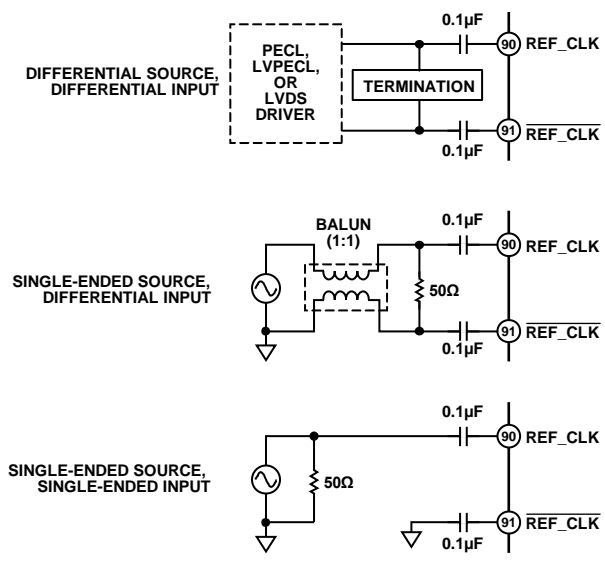 DIFFERENTIAL SOURCE,
DIFFERENTIAL INPUT
PECL,
LVPECL,
OR
LVDS
DRIVER
TERMINATION
0.1µF
90 REF_CLK
91 REF_CLK
0.1µF
SINGLE-ENDED SOURCE,
DIFFERENTIAL INPUT
BALUN
(1:1)
50Ω
0.1µF
90 REF_CLK
91 REF_CLK
0.1µF
SINGLE-ENDED SOURCE,
SINGLE-ENDED INPUT
50Ω
0.1µF
90 REF_CLK
91 REF_CLK
0.1µF